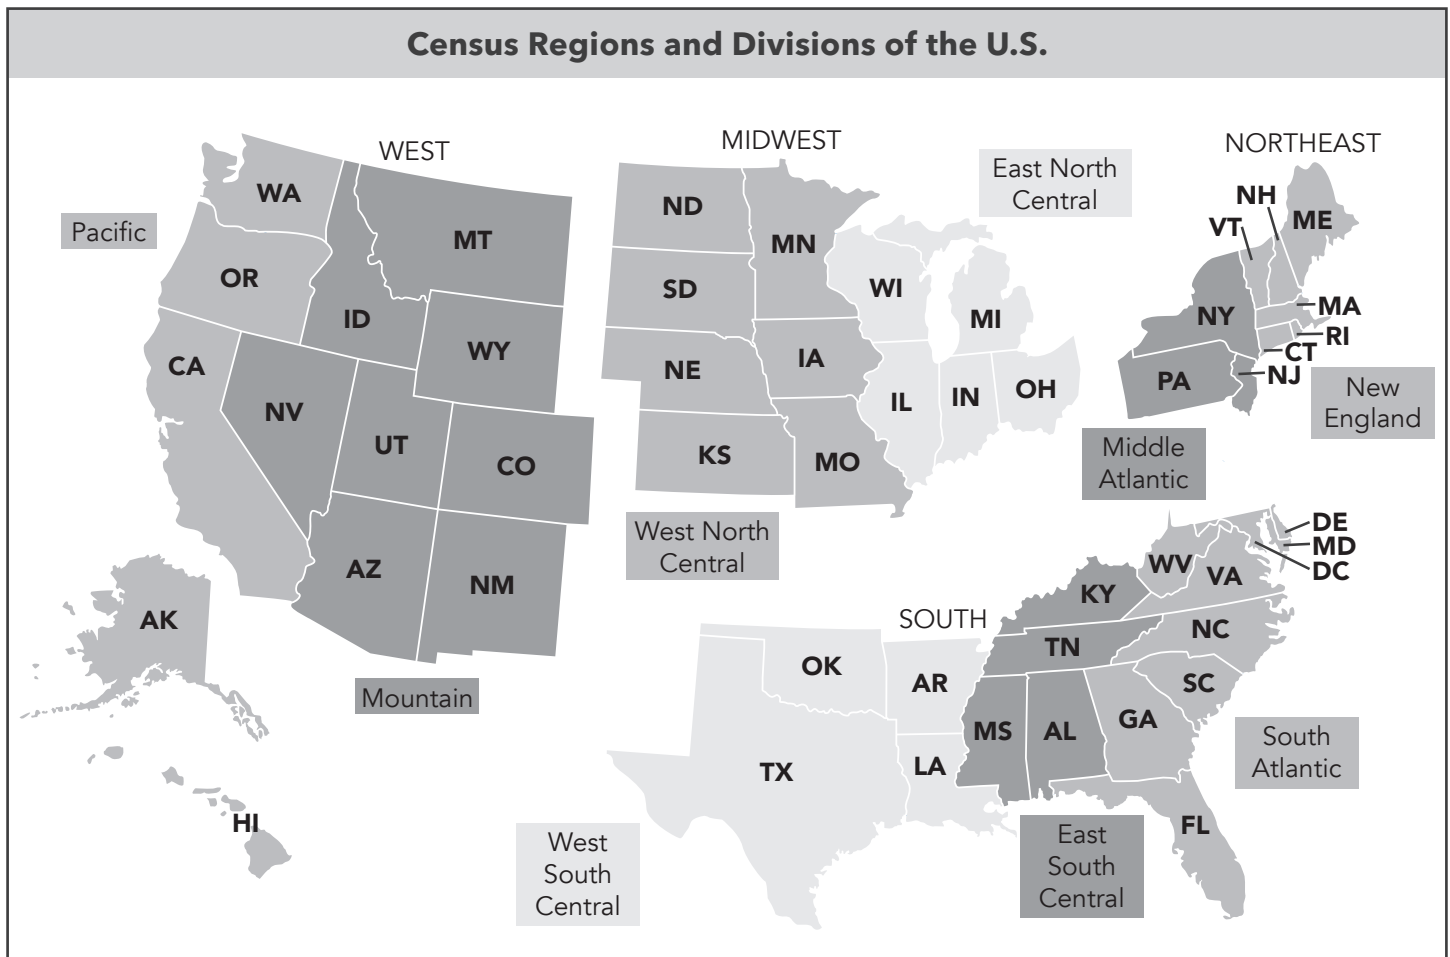 Census Regions and Divisions of the U.S.
WEST
Pacific
WA
MT
OR
ID
WY
CA
NV
UT
CO
AZ
NM
AK
HI
Mountain
MIDWEST
East North
Central
ND
MN
SD
WI
MI
NE
IA
IL
IN
OH
KS
MO
West North
Central
NORTHEAST
NH
VT
ME
NY
MA
RI
CT
NJ
PA
New
England
Middle
Atlantic
SOUTH
DE
MD
DC
WV
VA
KY
NC
TN
SC
OK
AR
MS
AL
GA
TX
LA
FL
South
Atlantic
West
South
Central
East
South
Central